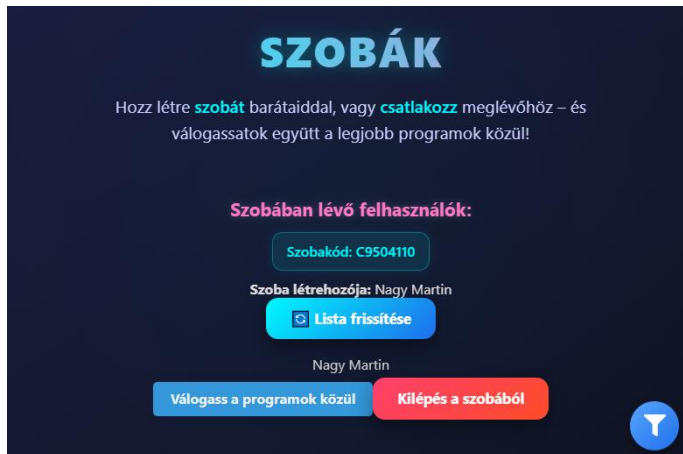 SZOBÁK
Hozz létre szobát barátaiddal, vagy csatlakozz meglévőhöz – és
válogassatok együtt a legjobb programok közül!
Szobában lévő felhasználók:
Szobakód: C9504110
Szoba létrehozója: Nagy Martin
Lista frissítése
Nagy Martin
Válogass a programok közül
Kilépés a szobából